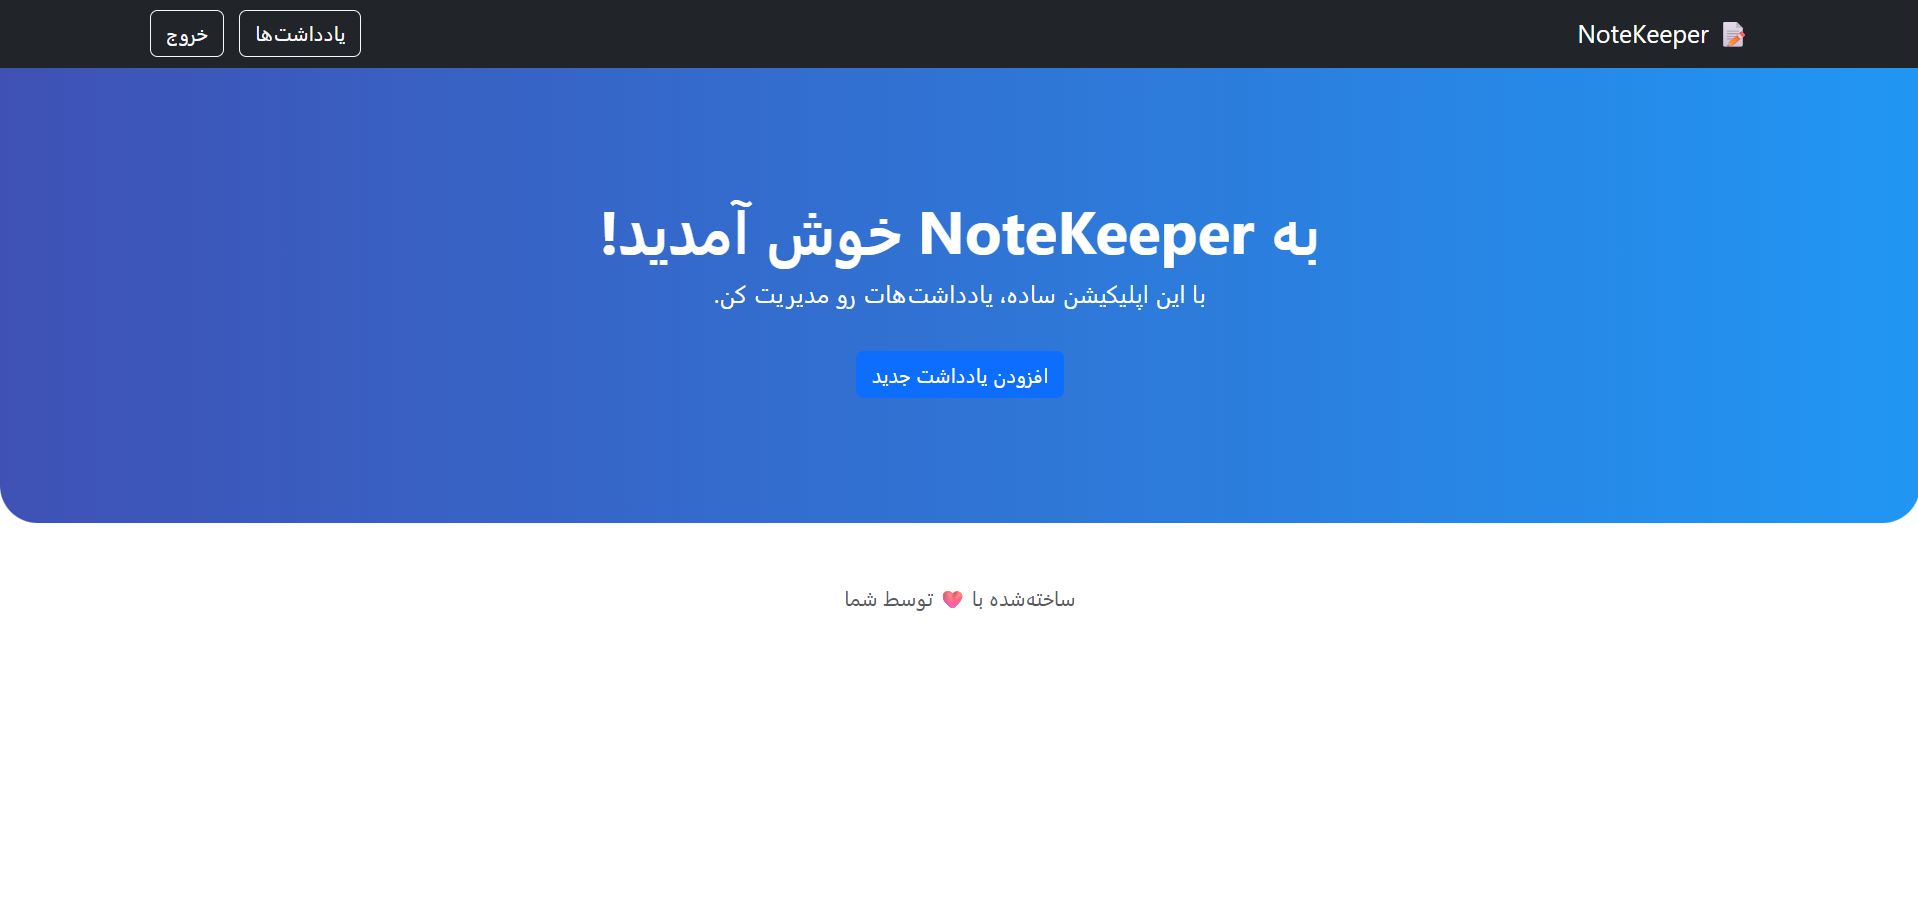 📝 NoteKeeper
یادداشت‌ها
خروج
به NoteKeeper خوش آمدید!
با این اپلیکیشن ساده، یادداشت‌هات رو مدیریت کن.
افزودن یادداشت جدید
ساخته‌شده با 💖 توسط شما